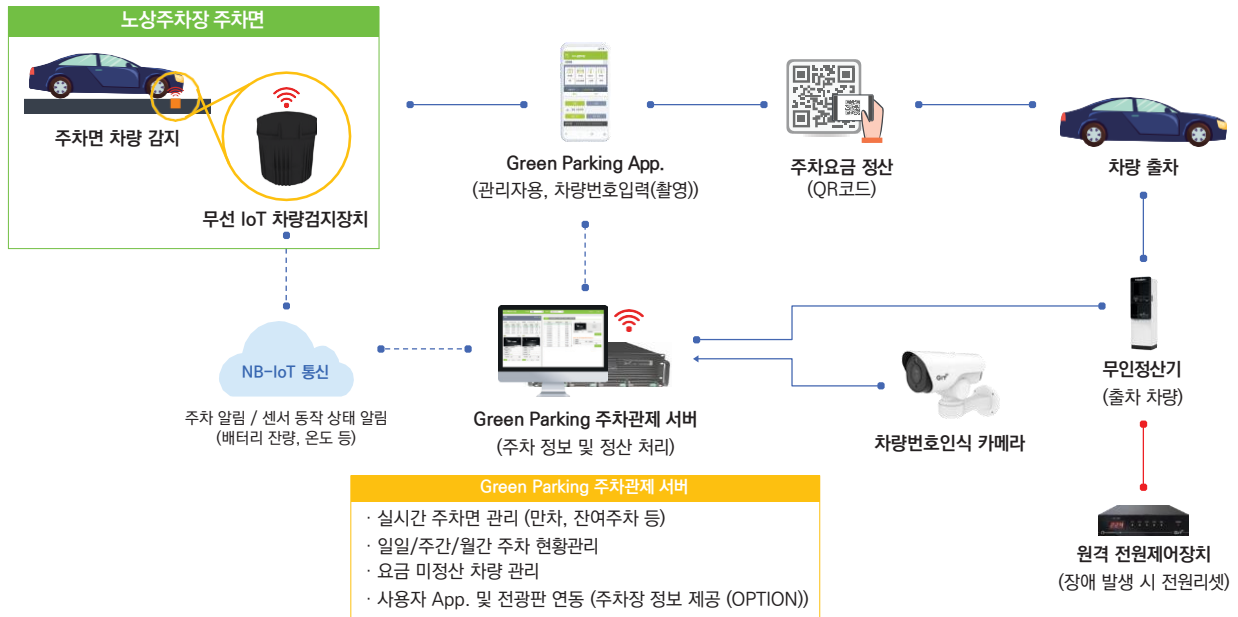 노상주차장 주차면
주차면 차량 감지
무선 IoT 차량검지장치
Green Parking App.
(관리자용, 차량번호입력(촬영))
주차요금 정산
(QR코드)
차량 출차
NB-IoT 통신
주차 알림 / 센서 동작 상태 알림
(배터리 잔량, 온도 등)
Green Parking 주차관제 서버
(주차 정보 및 정산 처리)
차량번호인식 카메라
무인정산기
(출차 차량)
원격 전원제어장치
(장애 발생 시 전원리셋)
Green Parking 주차관제 서버
· 실시간 주차면 관리 (만차, 잔여주차 등)
· 일일/주간/월간 주차 현황관리
· 요금 미정산 차량 관리
· 사용자 App. 및 전광판 연동 (주차장 정보 제공 (OPTION))